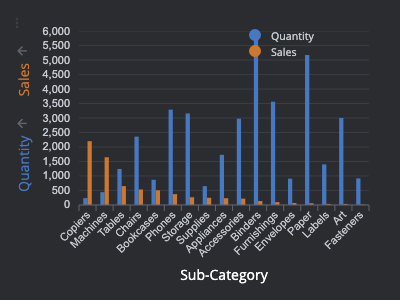 Quantity
Sales
6,000
5,500
5,000
4,500
4,000
3,500
3,000
2,500
2,000
1,500
1,000
500
0
Sales
Quantity
Copiers
Machines
Tables
Chairs
Bookcases
Phones
Storage
Supplies
Appliances
Accessories
Binders
Furnishings
Envelopes
Paper
Labels
Art
Fasteners
Sub-Category